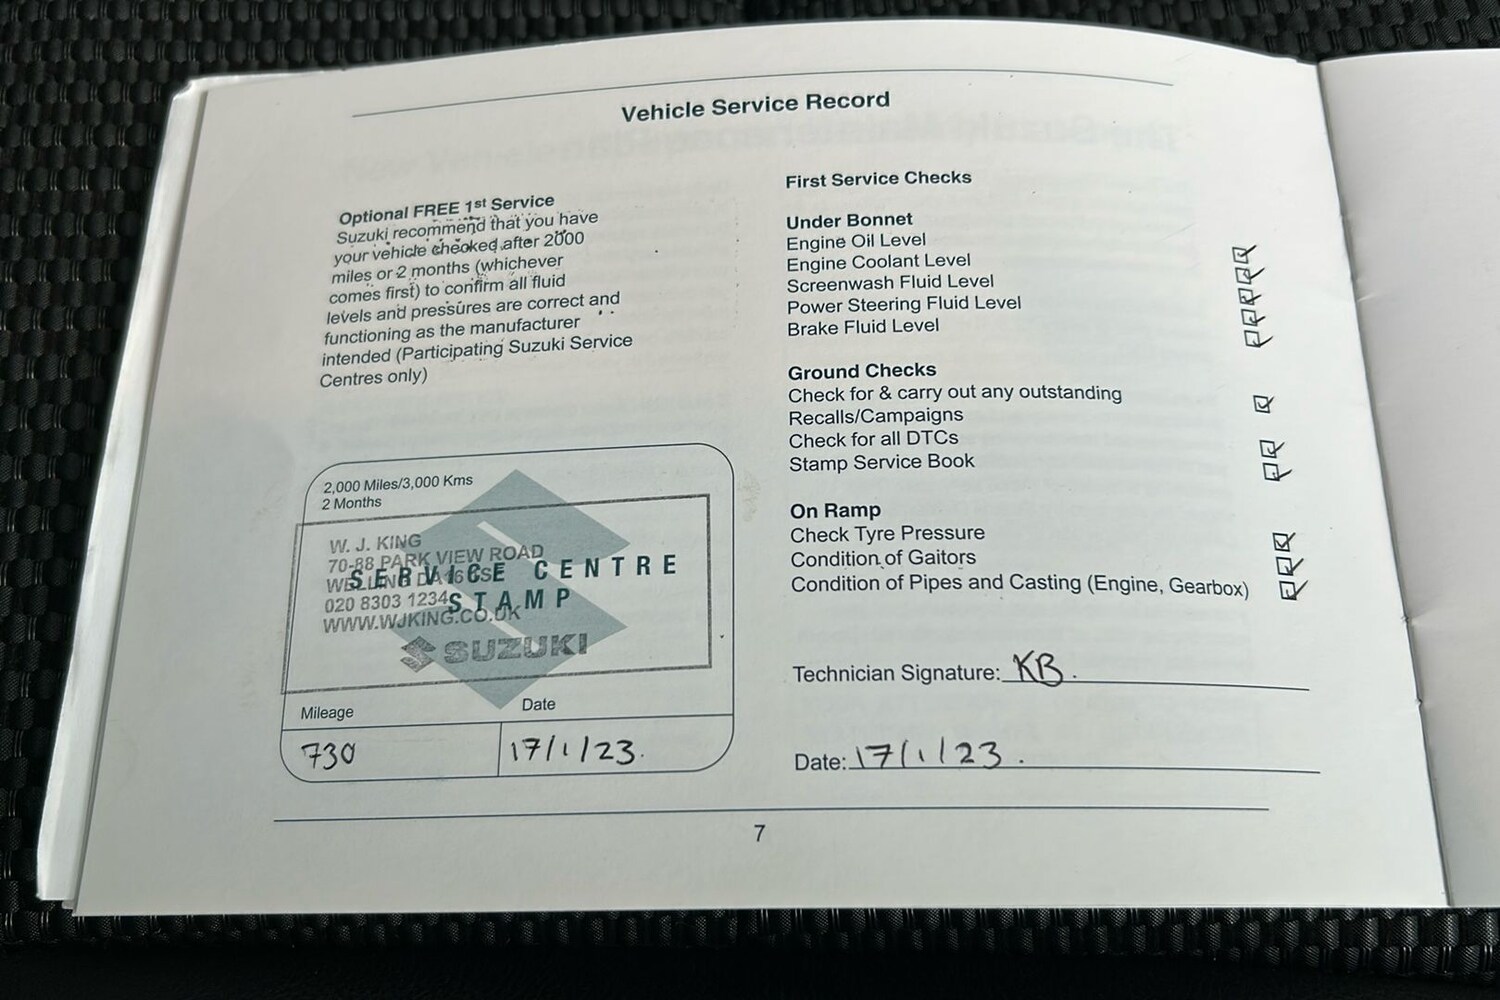 Vehicle Service Record
Optional FREE 1st Service
Suzuki recommend that you have
your vehicle checked after 2000
miles or 2 months (whichever
comes first) to confirm all fluid
levels and pressures are correct and
functioning as the manufacturer
intended (Participating Suzuki Service
Centres only)
2,000 Miles/3,000 Kms
2 Months
W. J. KING
70-88 PARK VIEW ROAD
SERVICE CENTRE
020 8303 1234
STAMP
WWW.WJKING.CO.UK
SUZUKI
Mileage
Date
730
17/1/23.
First Service Checks
Under Bonnet
Engine Oil Level
Engine Coolant Level
Screenwash Fluid Level
Power Steering Fluid Level
Brake Fluid Level
Ground Checks
Check for & carry out any outstanding
Recalls/Campaigns
Check for all DTCs
Stamp Service Book
On Ramp
Check Tyre Pressure
Condition of Gaitors
Condition of Pipes and Casting (Engine, Gearbox)
Technician Signature: KB.
Date: 17/1/23.
7